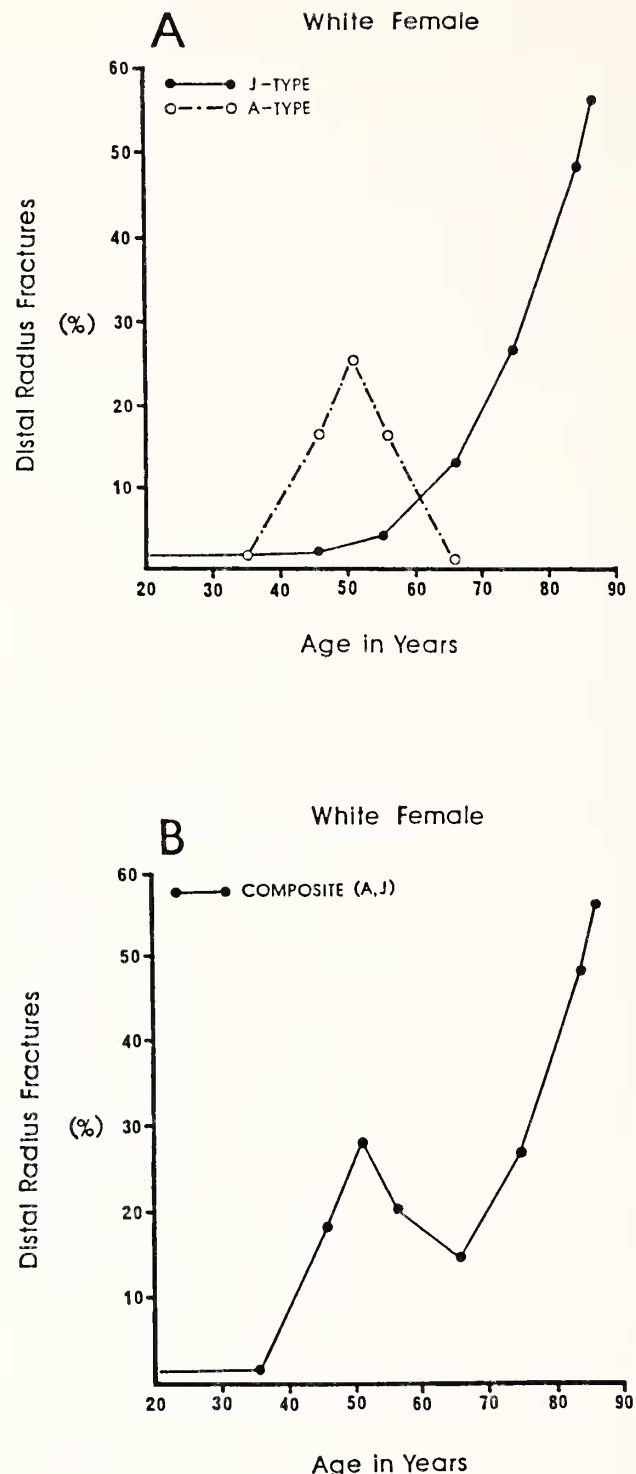 A
White Female
J-TYPE
A-TYPE
60
50
40
30
20
10
Distal Radius Fractures
(%)
20 30 40 50 60 70 80 90
Age in Years
B
White Female
COMPOSITE (A,J)
60
50
40
30
20
10
Distal Radius Fractures
(%)
20 30 40 50 60 70 80 90
Age in Years